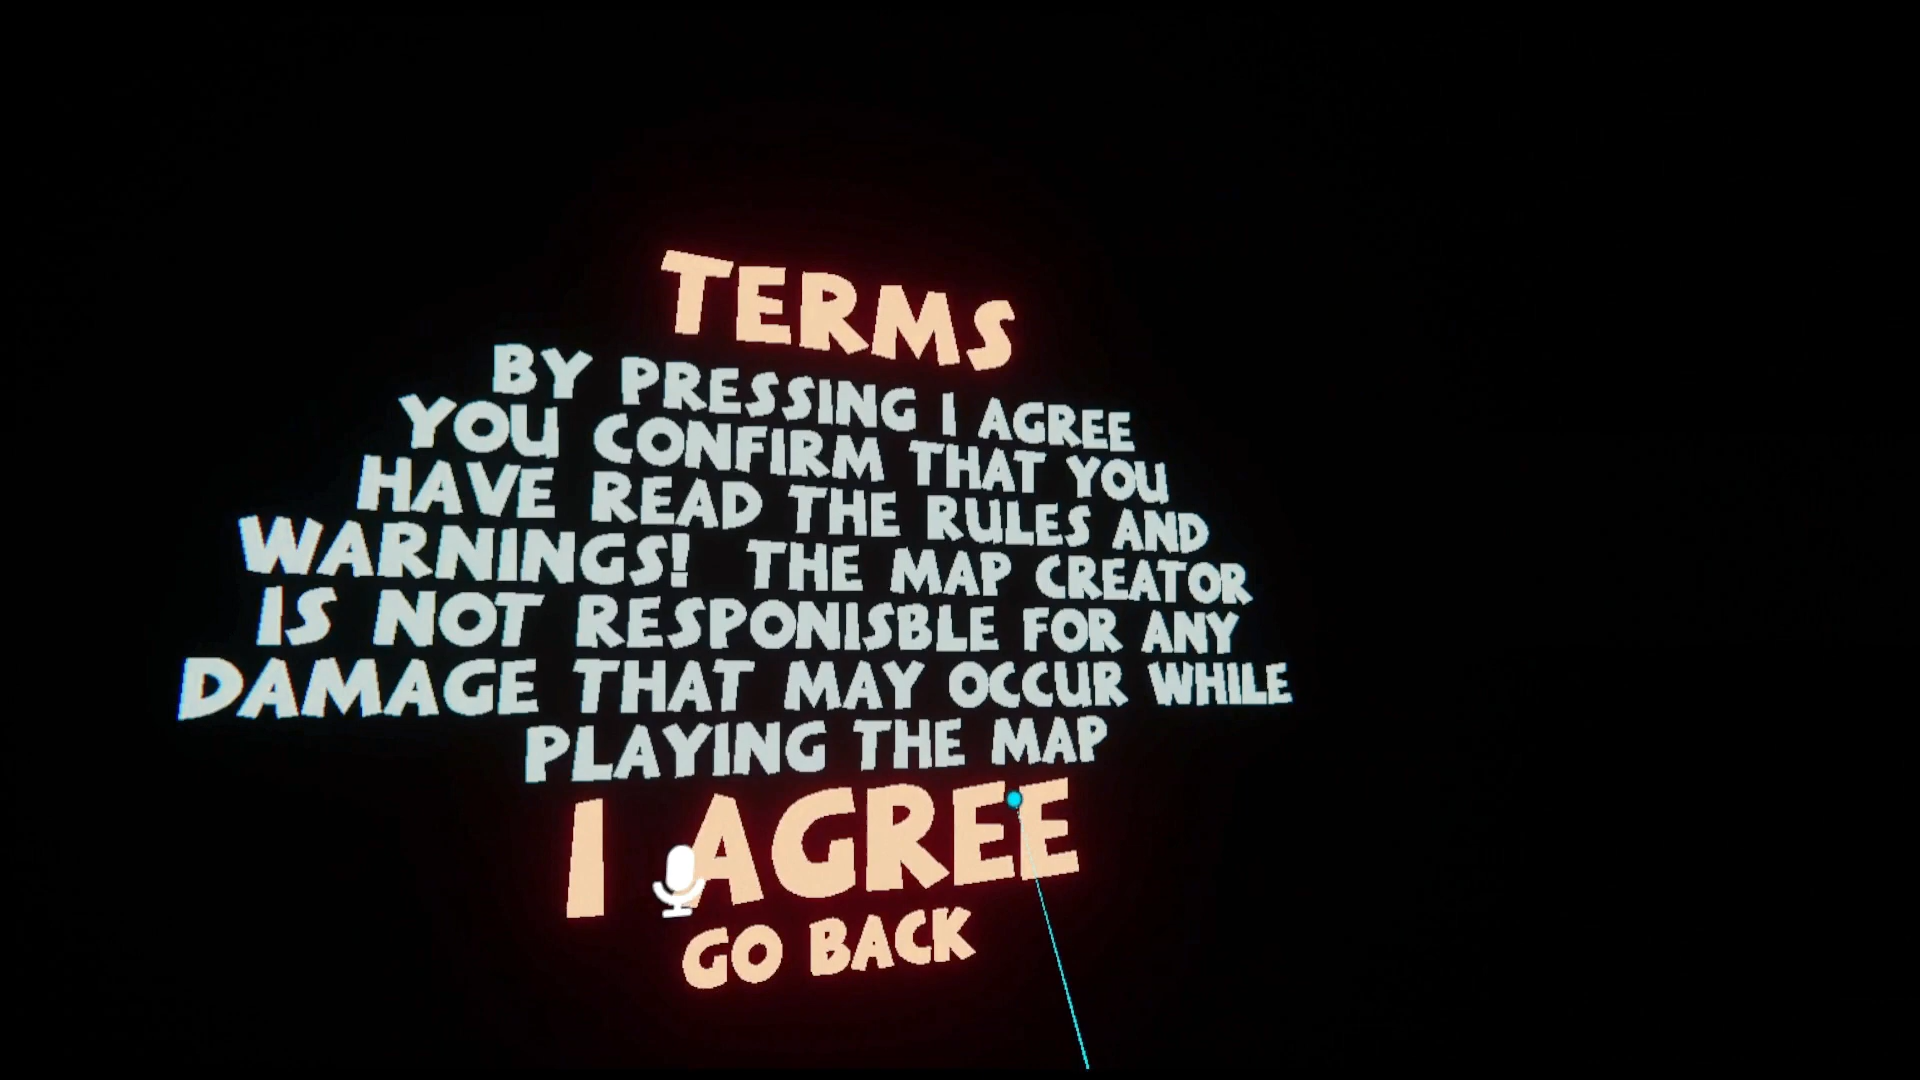 TERMS
BY PRESSING I AGREE
YOU CONFIRM THAT YOU
HAVE READ THE RULES AND
WARNINGS! THE MAP CREATOR
IS NOT RESPONISBLE FOR ANY
DAMAGE THAT MAY OCCUR WHILE
PLAYING THE MAP
I AGREE
GO BACK